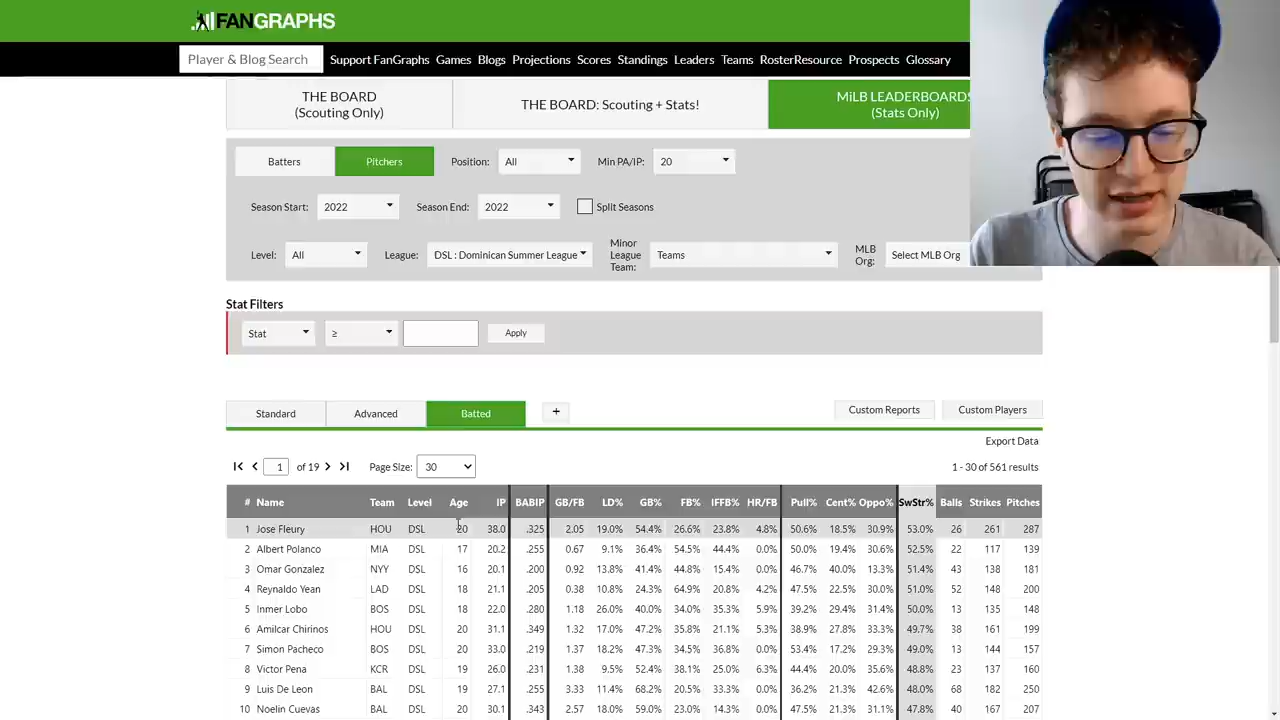 FANGRAPHS
Player & Blog Search Support FanGraphs Games Blogs Projections Scores Standings Leaders Teams RosterResource Prospects Glossary
THE BOARD
(Scouting Only)
THE BOARD: Scouting + Stats!
MiLB LEADERBOARDS
(Stats Only)
Batters Pitchers Position: All Min PA/IP: 20
Season Start: 2022 Season End: 2022 Split Seasons
Level: All League: DSL : Dominican Summer League Minor League Team: Teams MLB Org: Select MLB Org
Stat Filters
Stat ≥ Apply
Standard Advanced Batted + Custom Reports Custom Players
Export Data
1 of 19 Page Size: 30 1 - 30 of 561 results
# Name Team Level Age IP BABIP GB/FB LD% GB% FB% IFFB% HR/FB Pull% Cent% Oppo% SwStr% Balls Strikes Pitches
1 Jose Fleury HOU DSL 20 38.0 .325 2.05 19.0% 54.4% 26.6% 23.8% 4.8% 50.6% 18.5% 30.9% 53.0% 26 261 287
2 Albert Polanco MIA DSL 17 20.2 .255 0.67 9.1% 36.4% 54.5% 44.4% 0.0% 50.0% 19.4% 30.6% 52.5% 22 117 139
3 Omar Gonzalez NYY DSL 16 20.1 .200 0.92 13.8% 41.4% 44.8% 15.4% 0.0% 46.7% 40.0% 13.3% 51.4% 43 138 181
4 Reynaldo Yean LAD DSL 18 21.1 .205 0.38 10.8% 24.3% 64.9% 20.8% 4.2% 47.5% 22.5% 30.0% 51.0% 52 148 200
5 Inmer Lobo BOS DSL 18 22.0 .280 1.18 26.0% 40.0% 34.0% 35.3% 5.9% 39.2% 29.4% 31.4% 50.0% 13 135 148
6 Amilcar Chirinos HOU DSL 20 31.1 .349 1.32 17.0% 47.2% 35.8% 21.1% 5.3% 38.9% 27.8% 33.3% 49.7% 38 161 199
7 Simon Pacheco BOS DSL 20 33.0 .219 1.37 18.2% 47.3% 34.5% 36.8% 0.0% 53.4% 17.2% 29.3% 49.0% 13 144 157
8 Victor Pena KCR DSL 19 26.0 .231 1.38 9.5% 52.4% 38.1% 25.0% 6.3% 44.4% 20.0% 35.6% 48.8% 23 137 160
9 Luis De Leon BAL DSL 19 27.1 .255 3.33 11.4% 68.2% 20.5% 33.3% 0.0% 36.2% 21.3% 42.6% 48.0% 68 182 250
10 Noelin Cuevas BAL DSL 20 30.1 .343 2.57 18.0% 59.0% 23.0% 14.3% 0.0% 47.5% 21.3% 31.1% 47.8% 40 167 207